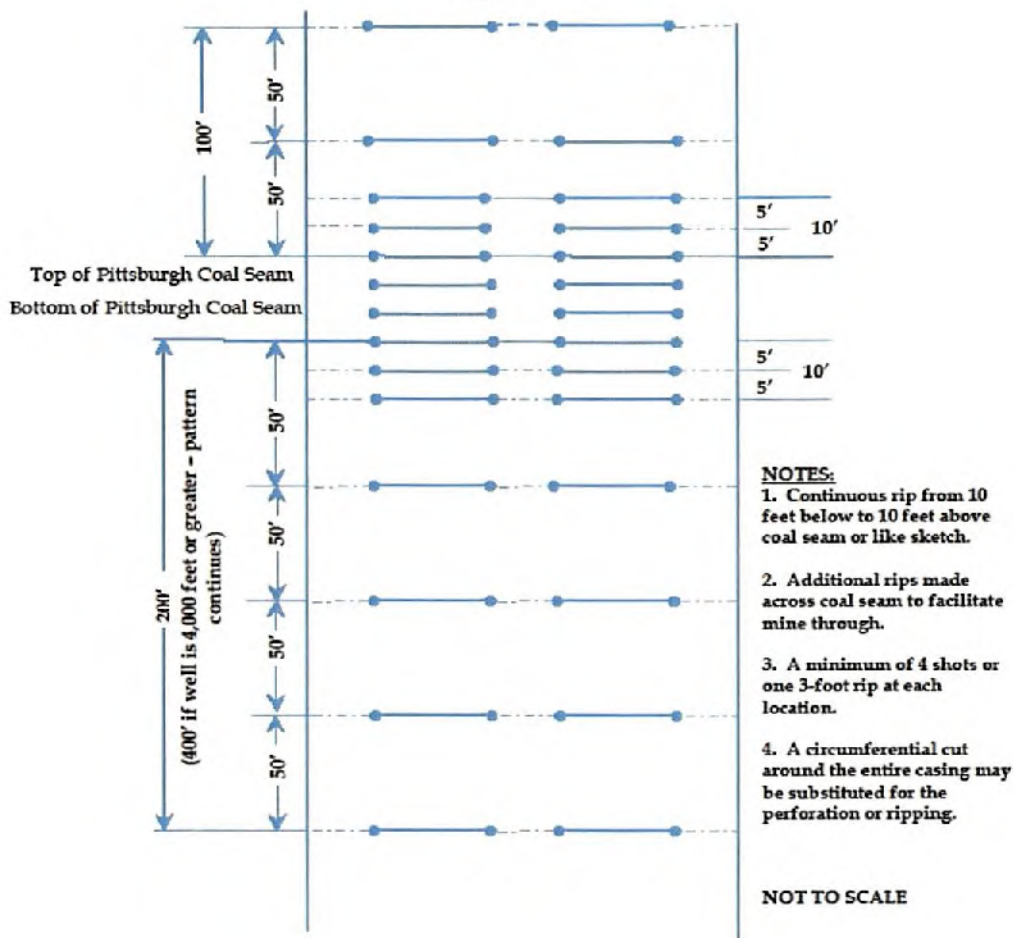 100'
50'
50'
5'
5'
10'
Top of Pittsburgh Coal Seam
Bottom of Pittsburgh Coal Seam
5'
5'
10'
200'
(400' if well is 4,000 feet or greater – pattern
continues)
50'
50'
50'
50'
NOTES:
1. Continuous rip from 10
feet below to 10 feet above
coal seam or like sketch.
2. Additional rips made
across coal seam to facilitate
mine through.
3. A minimum of 4 shots or
one 3-foot rip at each
location.
4. A circumferential cut
around the entire casing may
be substituted for the
perforation or ripping.
NOT TO SCALE